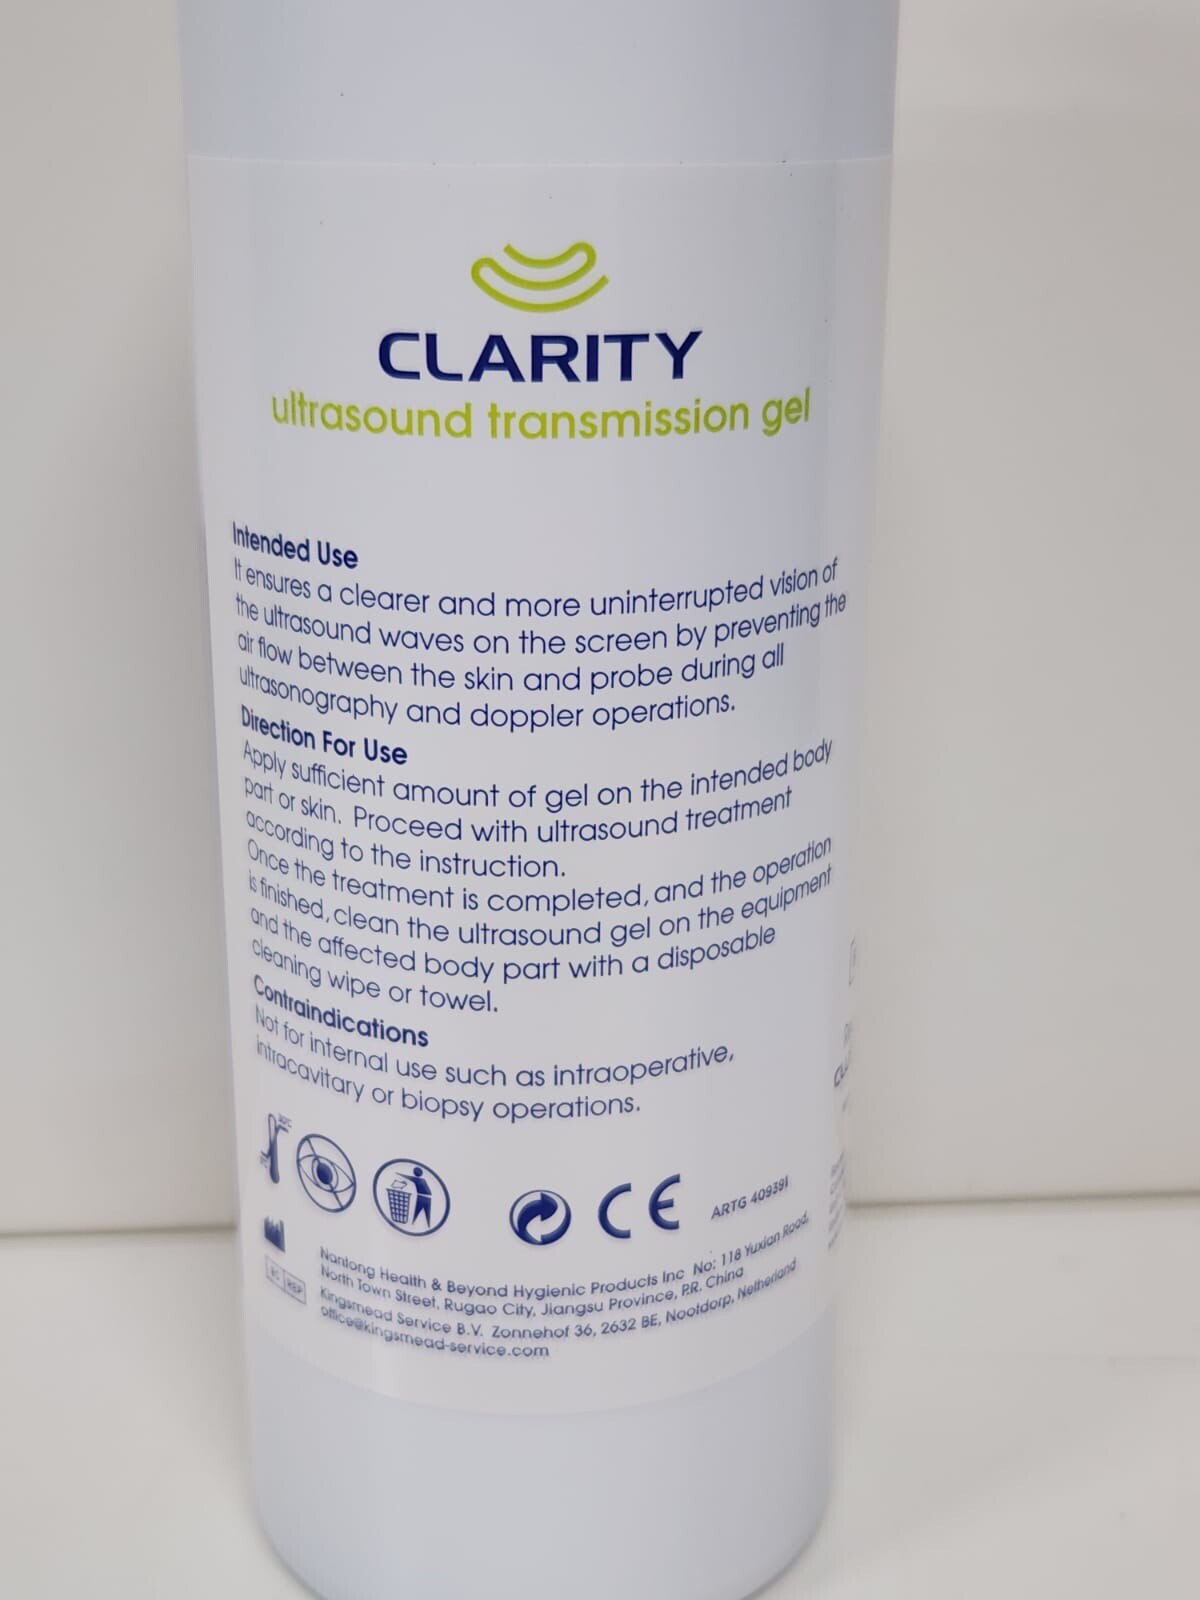 CLARITY
ultrasound transmission gel
Intended Use
It ensures a clearer and more uninterrupted vision of
the ultrasound waves on the screen by preventing the
air flow between the skin and probe during all
ultrasonography and doppler operations.
Direction For Use
Apply sufficient amount of gel on the intended body
part or skin. Proceed with ultrasound treatment
according to the instruction.
Once the treatment is completed, and the operation
is finished, clean the ultrasound gel on the equipment
and the affected body part with a disposable
cleaning wipe or towel.
Contraindications
Not for internal use such as intraoperative,
intracavitary or biopsy operations.
CE
ARTG 409391
Nantong Health & Beyond Hygienic Products Inc No: 118 Yuxian Road,
North Town Street, Rugao City, Jiangsu Province, P.R. China
EC REP
Kingsmead Service B.V. Zonnehof 36, 2632 BE, Nootdorp, Netherland
office@kingsmead-service.com